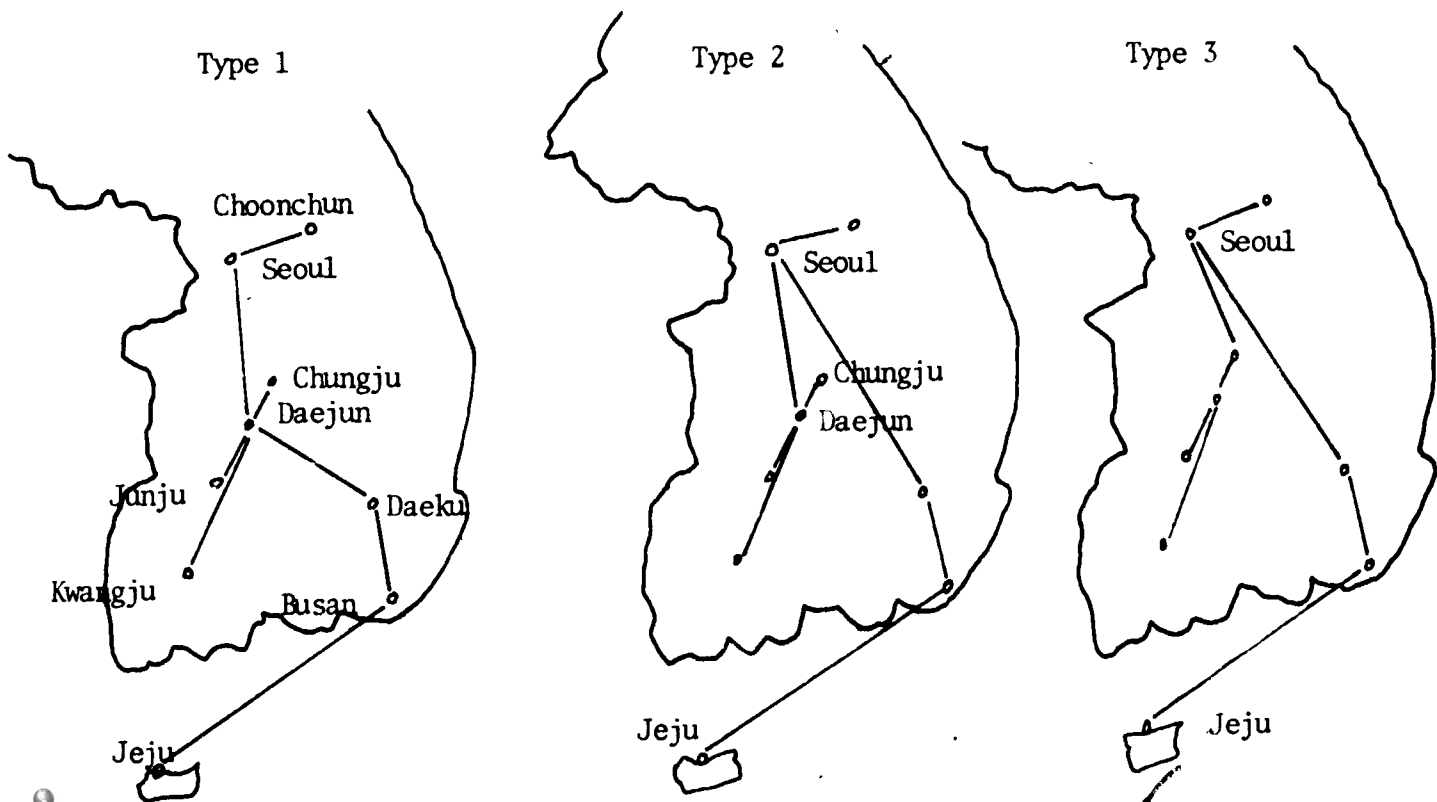 Type 1
Choonchun
Seoul
Chungju
Daejun
Junju
Daeku
Kwangju
Busan
Jeju
Type 2
Seoul
Chungju
Daejun
Jeju
Type 3
Seoul
Jeju